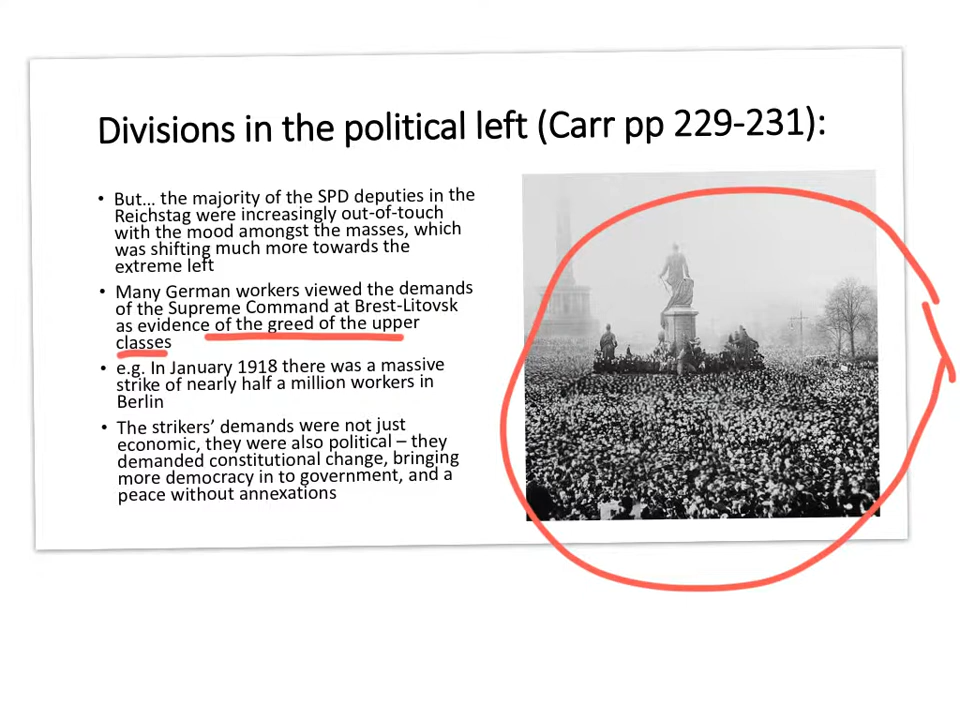 Divisions in the political left (Carr pp 229-231):
• But... the majority of the SPD deputies in the
Reichstag were increasingly out-of-touch
with the mood amongst the masses, which
was shifting much more towards the
extreme left
• Many German workers viewed the demands
of the Supreme Command at Brest-Litovsk
as evidence of the greed of the upper
classes
• e.g. In January 1918 there was a massive
strike of nearly half a million workers in
Berlin
• The strikers’ demands were not just
economic, they were also political – they
demanded constitutional change, bringing
more democracy in to government, and a
peace without annexations